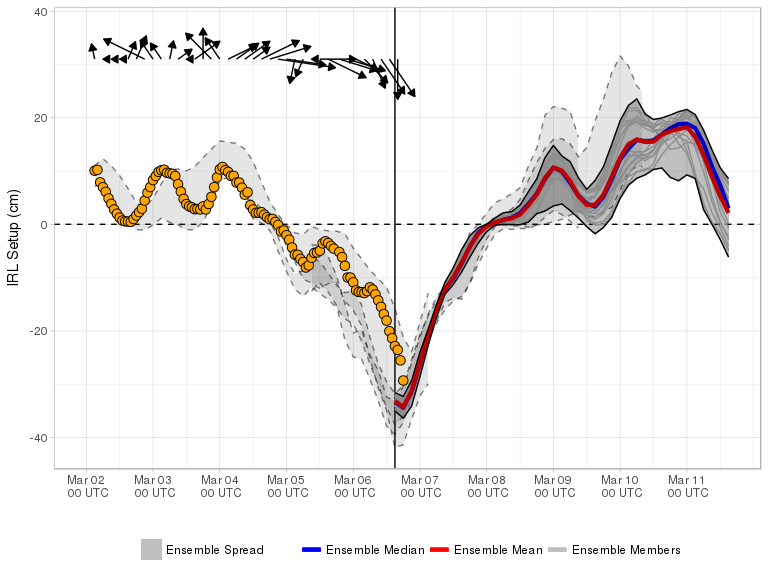 40
20
0
-20
-40
IRL Setup (cm)
Mar 02 Mar 03 Mar 04 Mar 05 Mar 06 Mar 07 Mar 08 Mar 09 Mar 10 Mar 11
00 UTC 00 UTC 00 UTC 00 UTC 00 UTC 00 UTC 00 UTC 00 UTC 00 UTC 00 UTC
Ensemble Spread Ensemble Median Ensemble Mean Ensemble Members